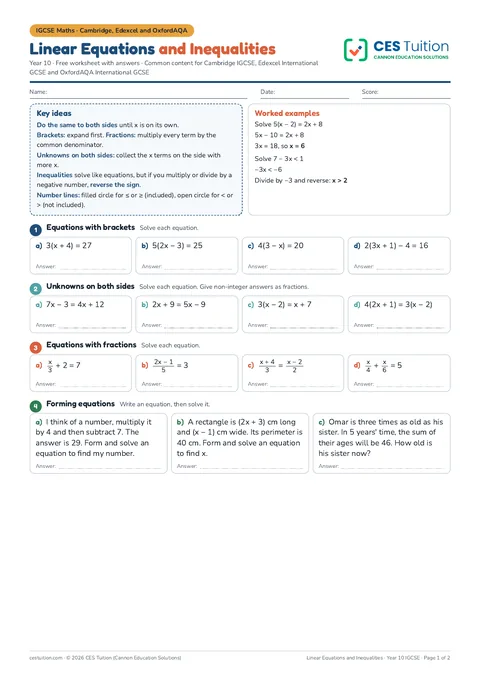 IGCSE Maths · Cambridge, Edexcel and OxfordAQA
Linear Equations and Inequalities
Year 10 · Free worksheet with answers · Common content for Cambridge IGCSE, Edexcel International
GCSE and OxfordAQA International GCSE
CES Tuition
CANNON EDUCATION SOLUTIONS
Name:
Date:
Score:
Key ideas
Do the same to both sides until x is on its own.
Brackets: expand first. Fractions: multiply every term by the
common denominator.
Unknowns on both sides: collect the x terms on the side with
more x.
Inequalities solve like equations, but if you multiply or divide by a
negative number, reverse the sign.
Number lines: filled circle for ≤ or ≥ (included), open circle for < or
> (not included).
Worked examples
Solve 5(x − 2) = 2x + 8
5x − 10 = 2x + 8
3x = 18, so x = 6
Solve 7 − 3x < 1
−3x < −6
Divide by −3 and reverse: x > 2
1 Equations with brackets Solve each equation.
a) 3(x + 4) = 27
b) 5(2x − 3) = 25
c) 4(3 − x) = 20
d) 2(3x + 1) − 4 = 16
Answer:
Answer:
Answer:
Answer:
2 Unknowns on both sides Solve each equation. Give non-integer answers as fractions.
a) 7x − 3 = 4x + 12
b) 2x + 9 = 5x − 9
c) 3(x − 2) = x + 7
d) 4(2x + 1) = 3(x − 2)
Answer:
Answer:
Answer:
Answer:
3 Equations with fractions Solve each equation.
a) x/3 + 2 = 7
b) 2x − 1/5 = 3
c) x + 4/3 = x − 2/2
d) x/4 + x/6 = 5
Answer:
Answer:
Answer:
Answer:
4 Forming equations Write an equation, then solve it.
a) I think of a number, multiply it
by 4 and then subtract 7. The
answer is 29. Form and solve an
equation to find my number.
Answer:
b) A rectangle is (2x + 3) cm long
and (x − 1) cm wide. Its perimeter is
40 cm. Form and solve an equation
to find x.
Answer:
c) Omar is three times as old as his
sister. In 5 years' time, the sum of
their ages will be 46. How old is
his sister now?
Answer:
cestuition.com · © 2026 CES Tuition (Cannon Education Solutions)
Linear Equations and Inequalities · Year 10 IGCSE · Page 1 of 2